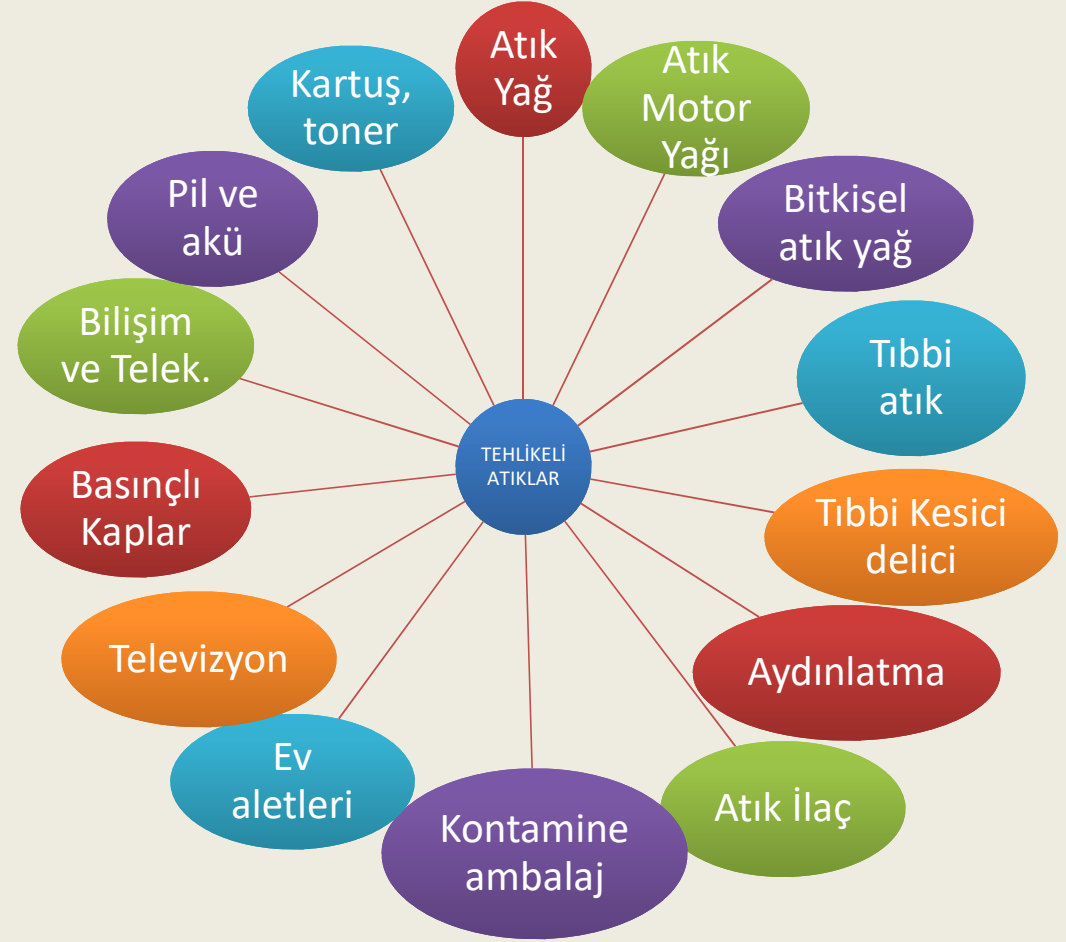 Atık
Yağ
Atık
Motor
Yağı
Bitkisel
atık yağ
Tıbbi
atık
Tıbbi Kesici
delici
Aydınlatma
Atık İlaç
Kontamine
ambalaj
Ev
aletleri
Televizyon
Basınçlı
Kaplar
Bilişim
ve Telek.
Pil ve
akü
Kartuş,
toner
TEHLİKELİ
ATIKLAR